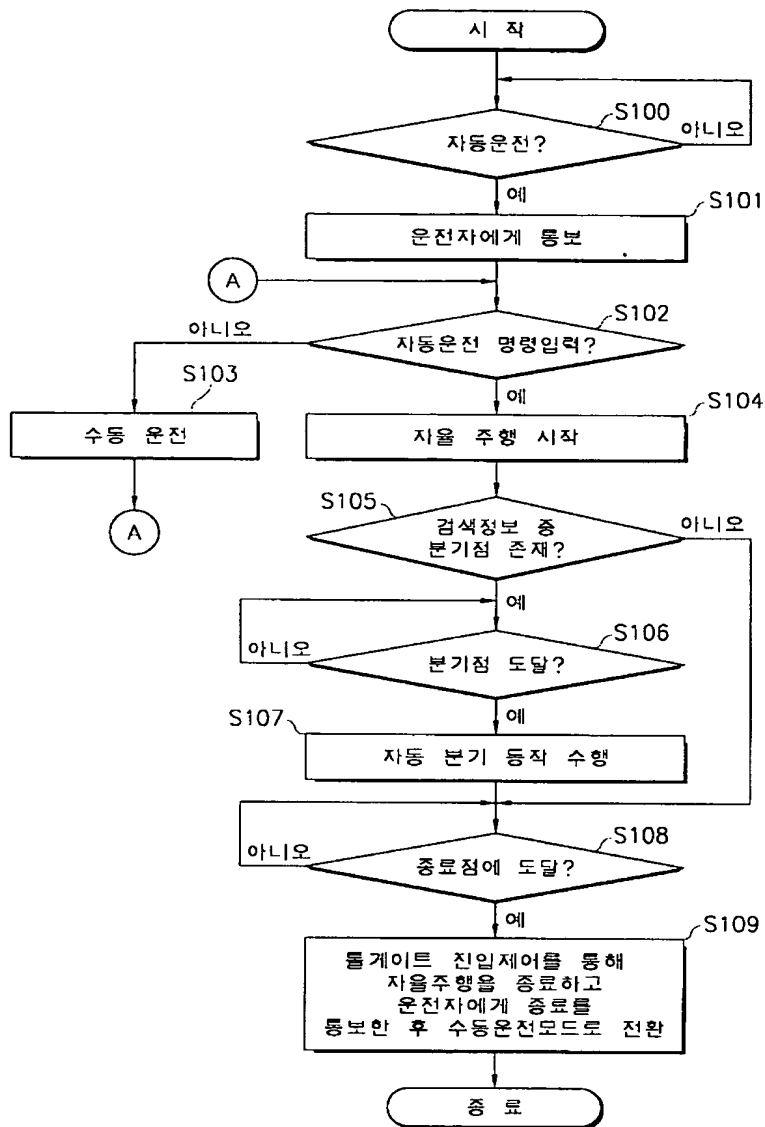 시 작
S100
자동운전?
아니오
예
S101
운전자에게 통보
A
S102
아니오
자동운전 명령입력?
S103
예
S104
수동 운전
자율 주행 시작
A
S105
검색정보 중
분기점 존재?
아니오
예
S106
아니오
분기점 도달?
S107
예
자동 분기 동작 수행
S108
아니오
종료점에 도달?
예
S109
톨게이트 진입제어를 통해
자율주행을 종료하고
운전자에게 종료를
통보한 후 수동운전모드로 전환
종 료